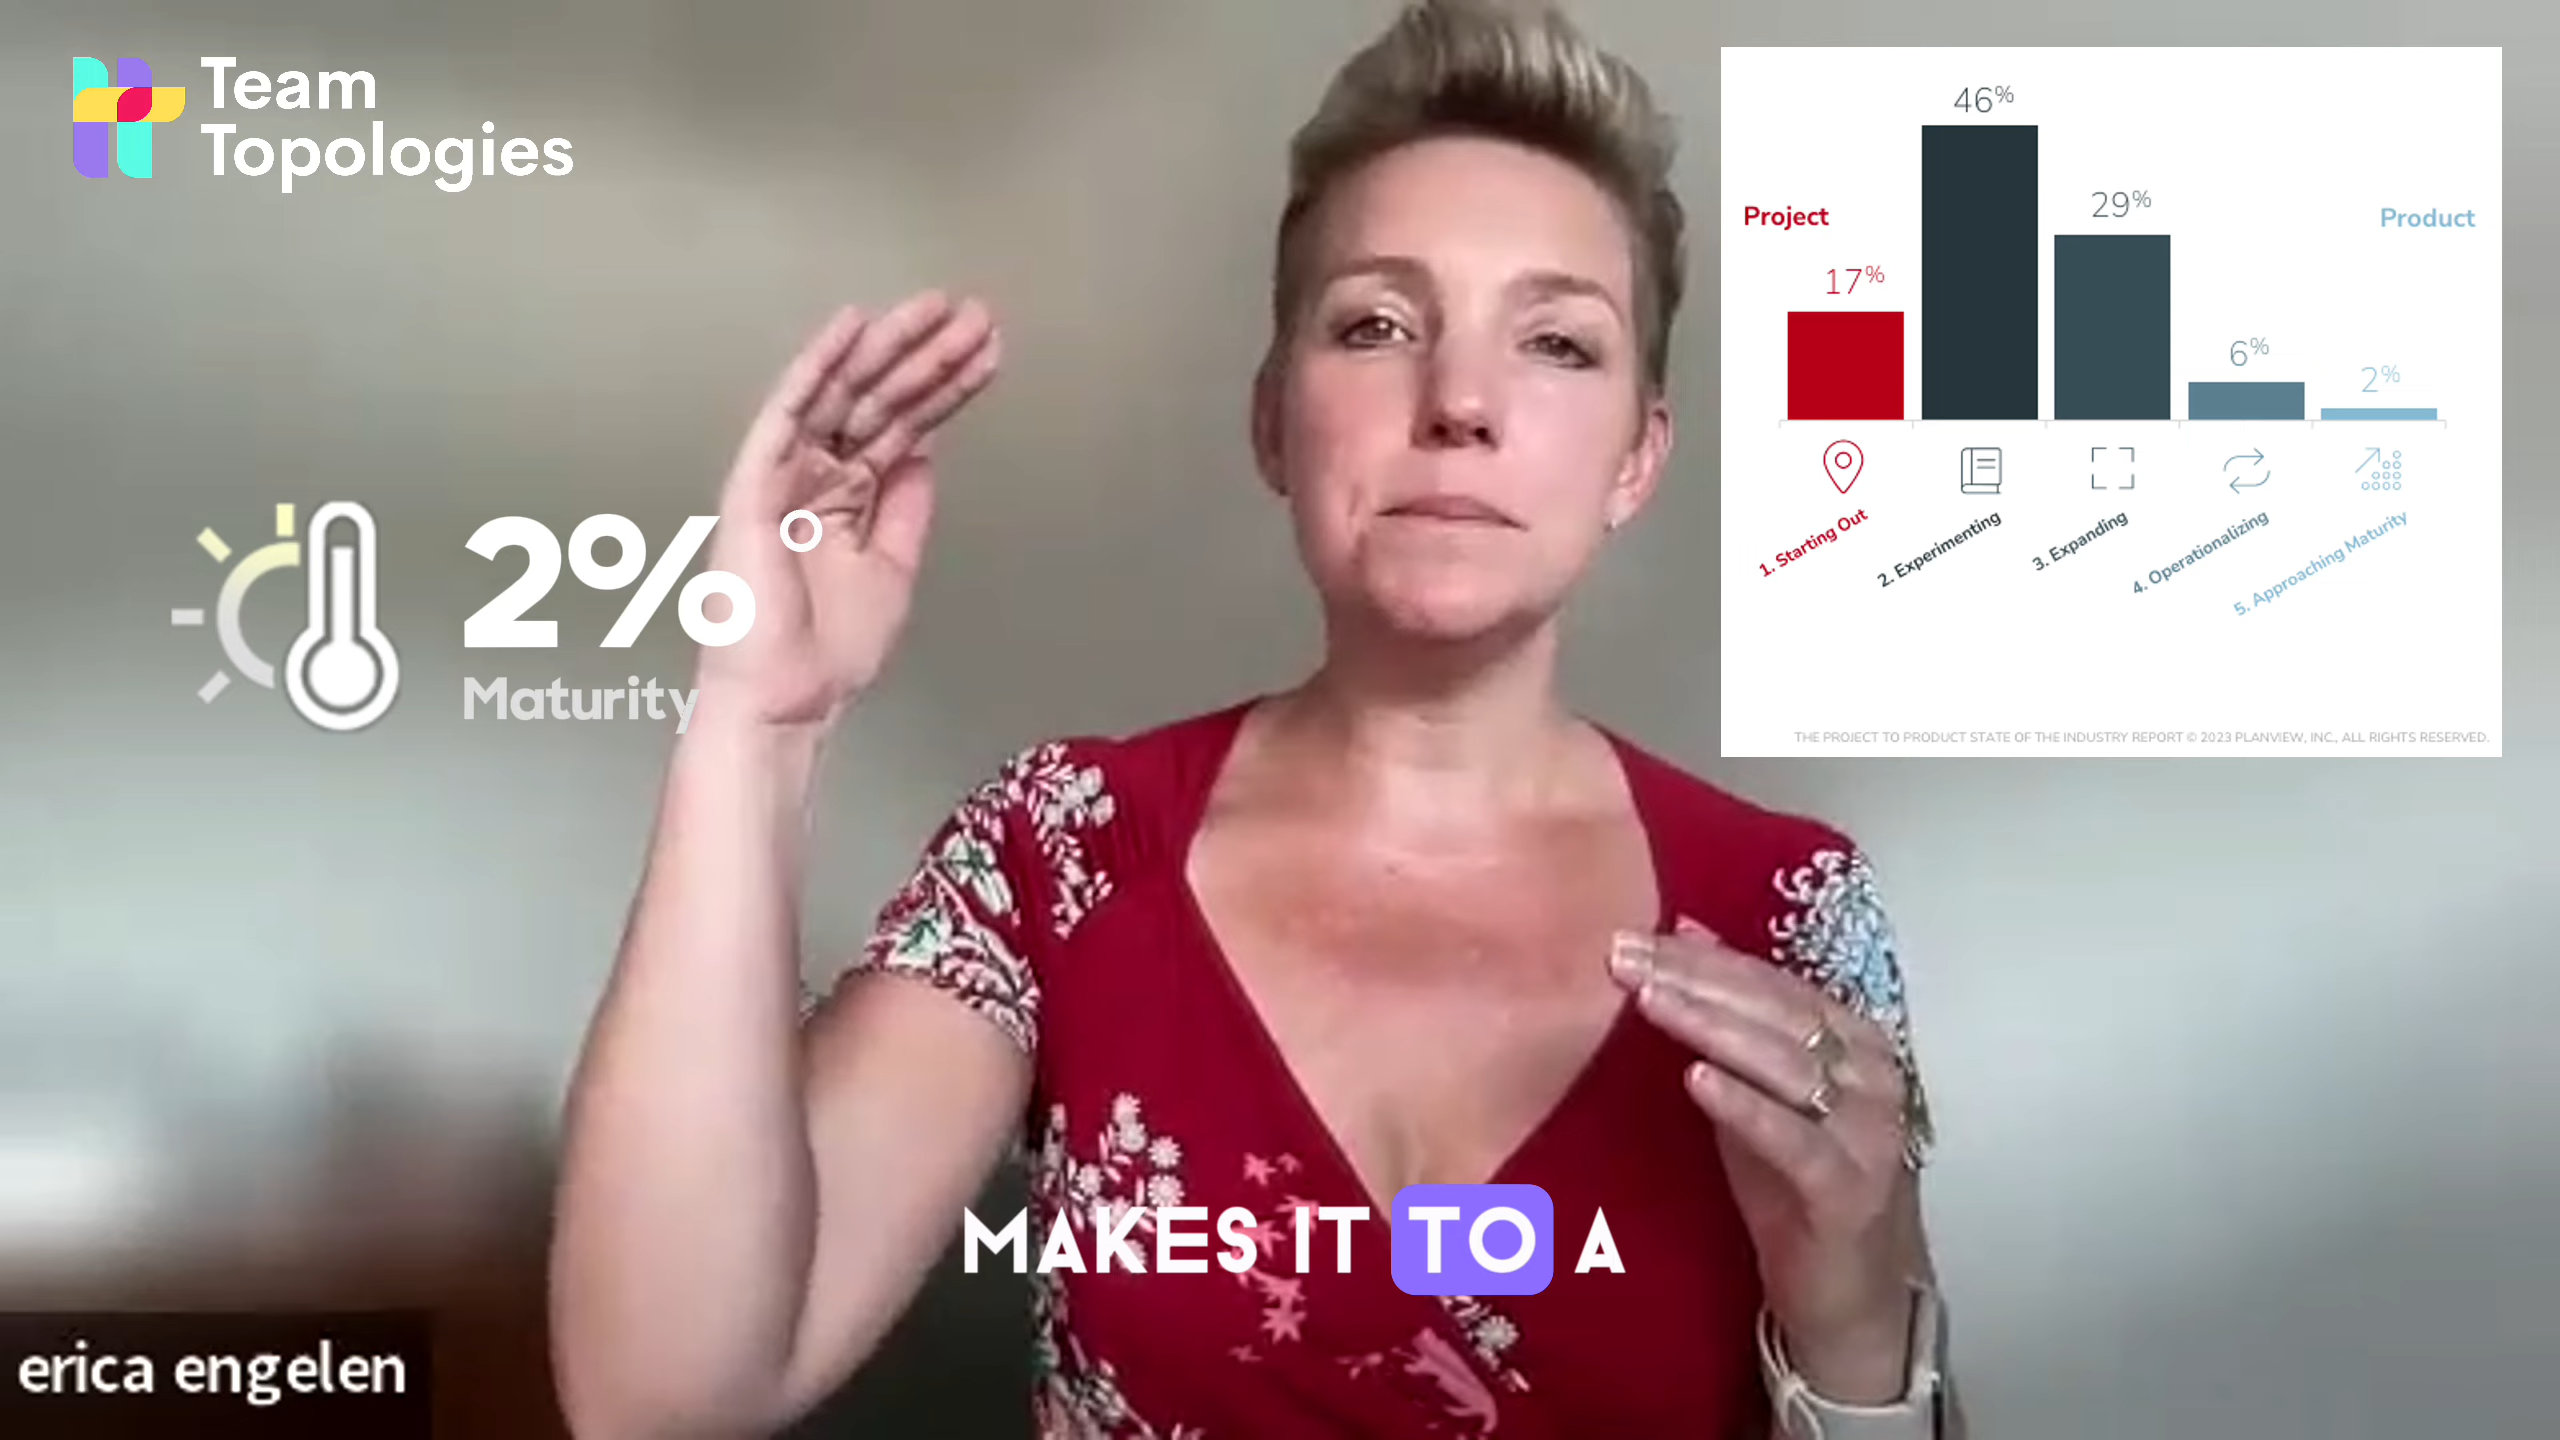 Team
Topologies
46%
29%
Project
Product
17%
6%
2%
1. Starting Out
2. Experimenting
3. Expanding
4. Operationalizing
5. Approaching Maturity
THE PROJECT TO PRODUCT STATE OF THE INDUSTRY REPORT © 2023 PLANVIEW, INC., ALL RIGHTS RESERVED.
2% °
Maturity
MAKES IT TO A
erica engelen